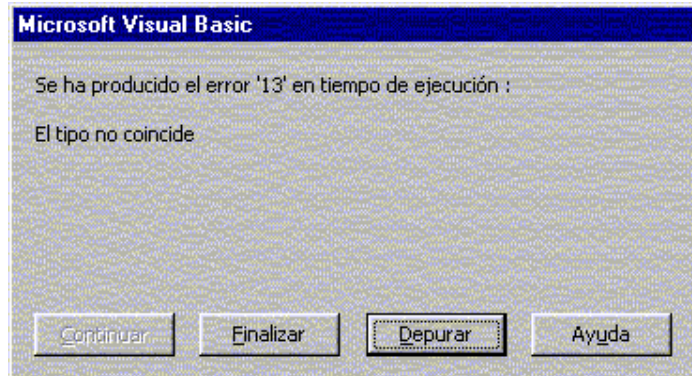 Microsoft Visual Basic
Se ha producido el error '13' en tiempo de ejecución :
El tipo no coincide
Continuar Finalizar Depurar Ayuda